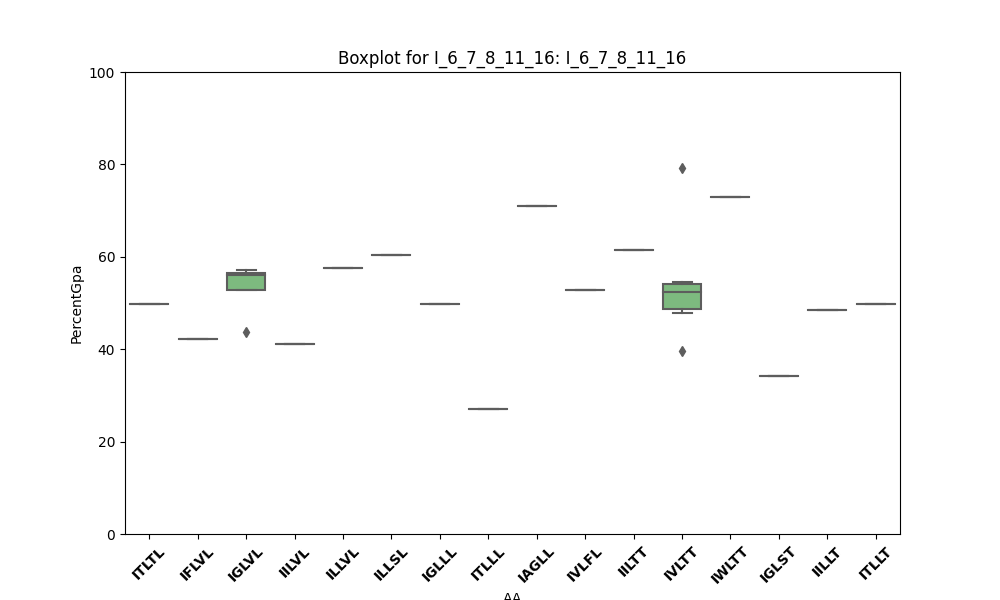 Boxplot for I_6_7_8_11_16: I_6_7_8_11_16
100
80
60
40
20
0
PercentGpa
ITLTL
IFLVL
IGLVL
IILVL
ILLVL
ILLSL
IGLLL
ITLLL
IAGLL
IVLFL
IILTT
IVLTT
IWLTT
IGLST
IILLT
ITLLT
AA